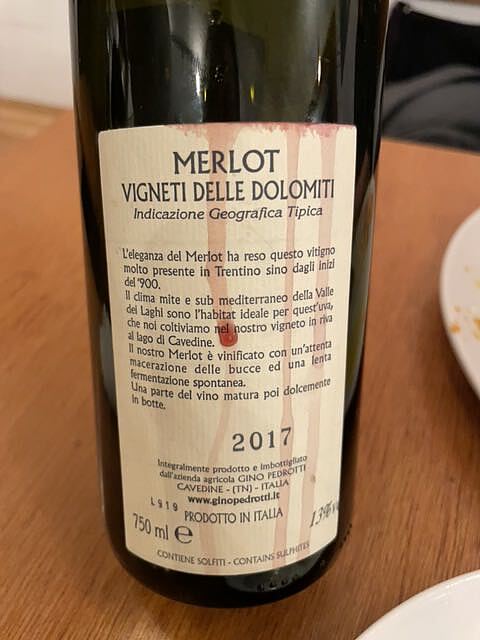 MERLOT
VIGNETI DELLE DOLOMITI
Indicazione Geografica Tipica
L'eleganza del Merlot ha reso questo vitigno
molto presente in Trentino sino dagli inizi
del '900.
Il clima mite e sub mediterraneo della Valle
dei Laghi sono l'habitat ideale per quest'uva,
che noi coltiviamo nel nostro vigneto in riva
al lago di Cavedine.
Il nostro Merlot è vinificato con un'attenta
macerazione delle bucce ed una lenta
fermentazione spontanea.
Una parte del vino matura poi dolcemente
in botte.
2017
Integralmente prodotto e imbottigliato
dall'azienda agricola GINO PEDROTTI
CAVEDINE - (TN) - ITALIA
www.ginopedrotti.it
L919
750 ml e PRODOTTO IN ITALIA 13%
CONTIENE SOLFITI - CONTAINS SULPHITES